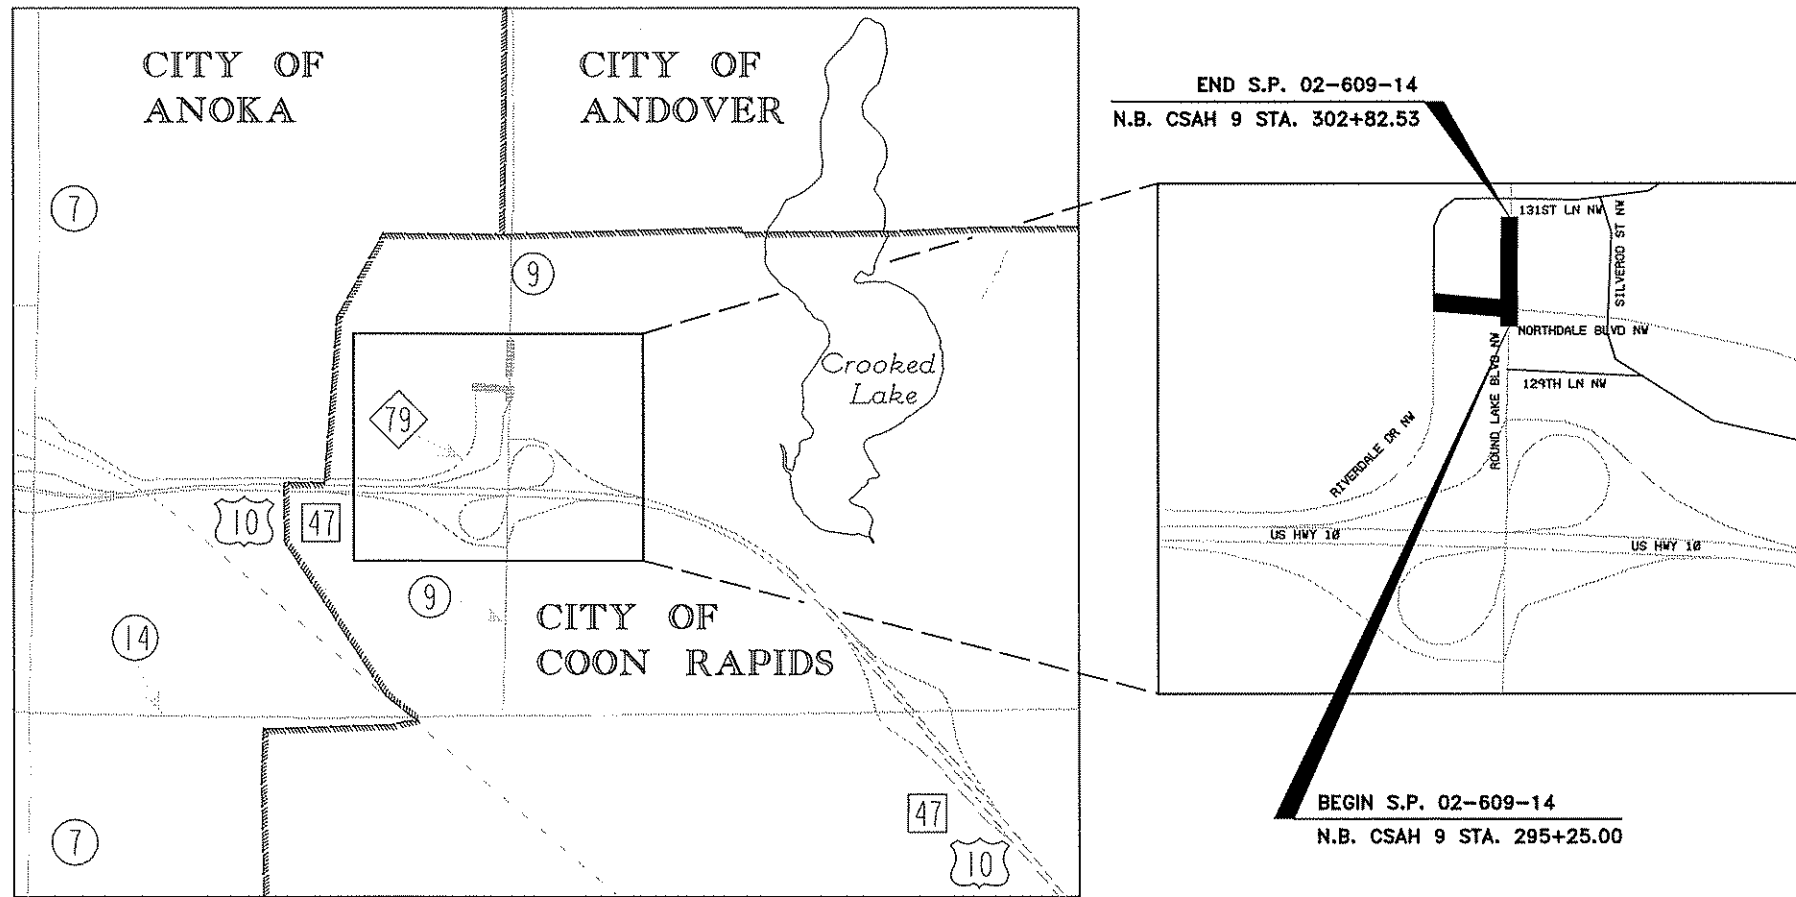 CITY OF
ANOKA
CITY OF
ANDOVER
7
9
Crooked
Lake
79
10
47
9
14
CITY OF
COON RAPIDS
7
47
10
END S.P. 02-609-14
N.B. CSAH 9 STA. 302+82.53
131ST LN NW
SILVEROD ST NW
NORTHDALE BLVD NW
ROUND LAKE BLVD NW
129TH LN NW
RIVERDALE DR NW
US HWY 10
US HWY 10
BEGIN S.P. 02-609-14
N.B. CSAH 9 STA. 295+25.00